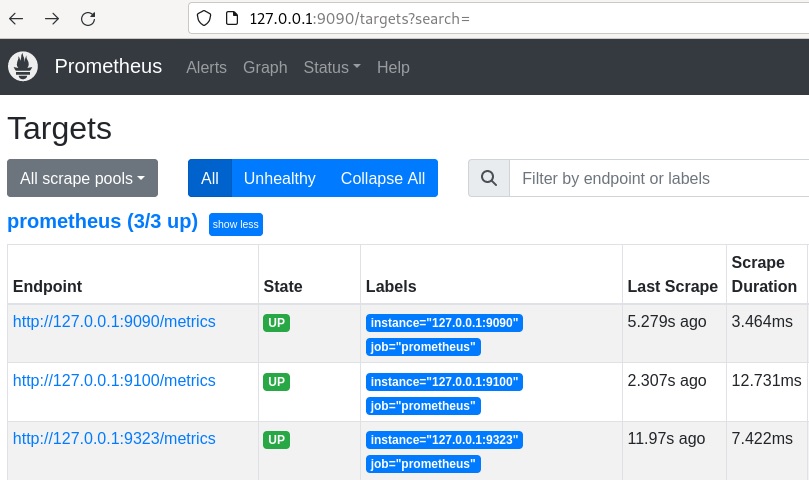 127.0.0.1:9090/targets?search=
Prometheus Alerts Graph Status Help
Targets
All scrape pools All Unhealthy Collapse All Filter by endpoint or labels
prometheus (3/3 up) show less
Endpoint State Labels Last Scrape Scrape Duration
http://127.0.0.1:9090/metrics UP instance="127.0.0.1:9090" 5.279s ago 3.464ms
job="prometheus"
http://127.0.0.1:9100/metrics UP instance="127.0.0.1:9100" 2.307s ago 12.731ms
job="prometheus"
http://127.0.0.1:9323/metrics UP instance="127.0.0.1:9323" 11.97s ago 7.422ms
job="prometheus"